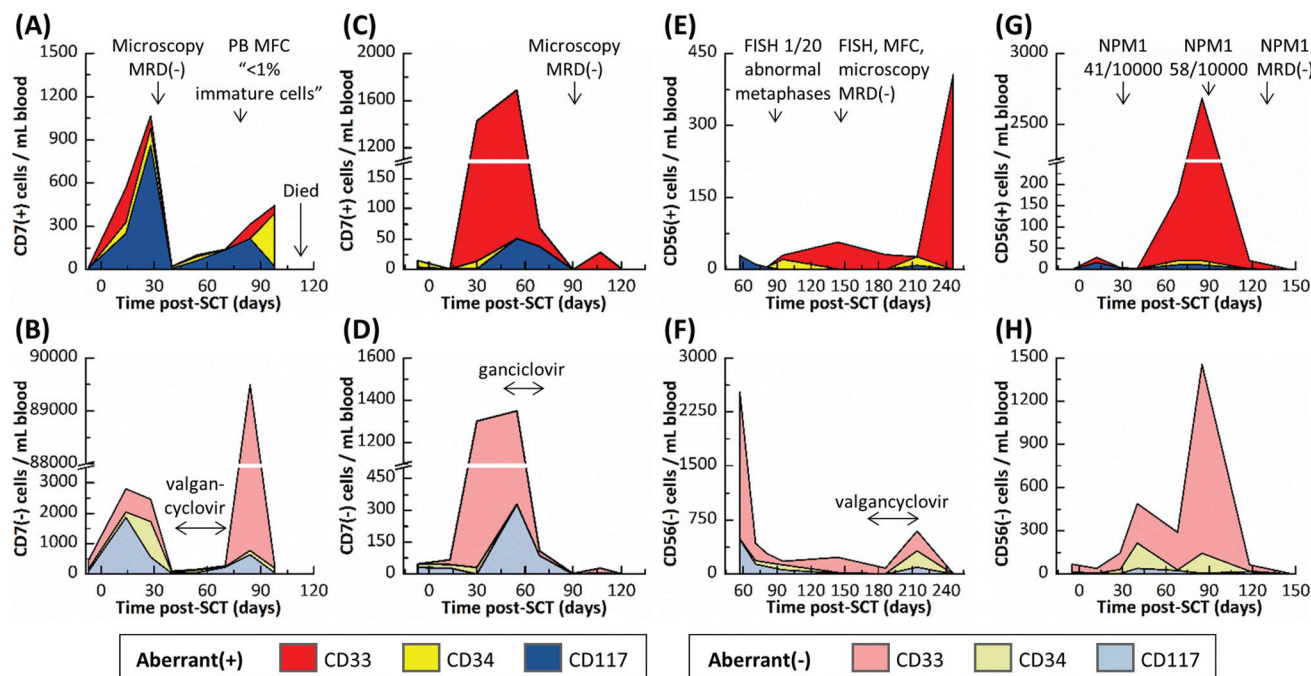 (A)
CD7(+) cells / mL blood
1500
1200
900
600
300
0
Microscopy
MRD(-)
PB MFC
“<1%
immature cells”
Died
0 30 60 90 120
Time post-SCT (days)
(C)
CD7(+) cells / mL blood
2000
1600
1200
150
100
50
0
Microscopy
MRD(-)
0 30 60 90 120
Time post-SCT (days)
(E)
CD56(+) cells / mL blood
450
300
150
0
FISH 1/20
abnormal
metaphases
FISH, MFC,
microscopy
MRD(-)
60 90 120 150 180 210 240
Time post-SCT (days)
(G)
CD56(+) cells / mL blood
3000
2500
200
150
100
50
0
NPM1
41/10000
NPM1
58/10000
NPM1
MRD(-)
0 30 60 90 120 150
Time post-SCT (days)
(B)
CD7(-) cells / mL blood
90000
89000
88000
3000
2000
1000
0
valgan-
cyclovir
0 30 60 90 120
Time post-SCT (days)
(D)
CD7(-) cells / mL blood
1600
1400
1200
450
300
150
0
ganciclovir
0 30 60 90 120
Time post-SCT (days)
(F)
CD56(-) cells / mL blood
3000
2250
1500
750
0
valgancyclovir
60 90 120 150 180 210 240
Time post-SCT (days)
(H)
CD56(-) cells / mL blood
1500
1200
900
600
300
0
0 30 60 90 120 150
Time post-SCT (days)
Aberrant(+) CD33 CD34 CD117
Aberrant(-) CD33 CD34 CD117